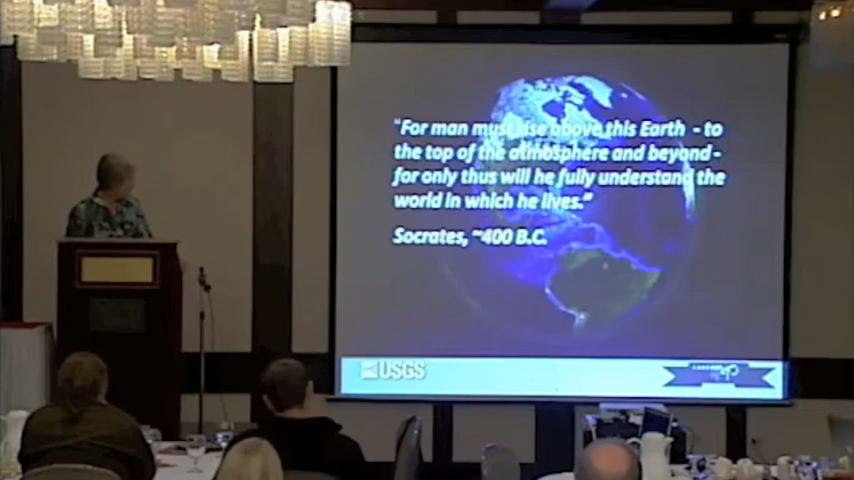 "For man must rise above this Earth - to
the top of the atmosphere and beyond-
for only thus will he fully understand the
world in which he lives."
Socrates, ~400 B.C.
USGS